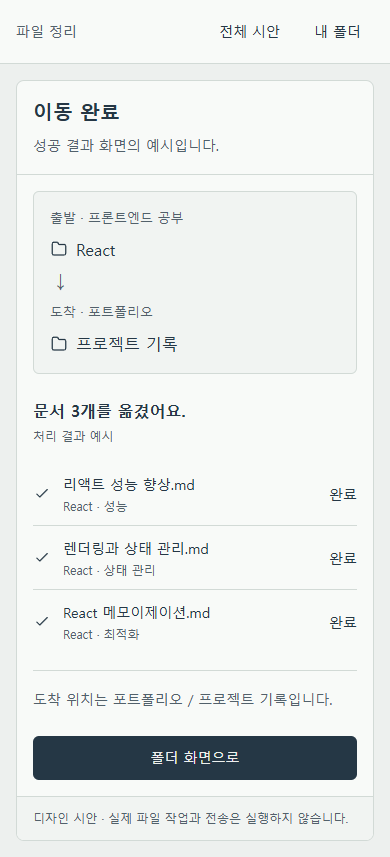 파일 정리
전체 시안
내 폴더
이동 완료
성공 결과 화면의 예시입니다.
출발 · 프론트엔드 공부
React
↓
도착 · 포트폴리오
프로젝트 기록
문서 3개를 옮겼어요.
처리 결과 예시
리액트 성능 향상.md
React · 성능
완료
렌더링과 상태 관리.md
React · 상태 관리
완료
React 메모이제이션.md
React · 최적화
완료
도착 위치는 포트폴리오 / 프로젝트 기록입니다.
폴더 화면으로
디자인 시안 · 실제 파일 작업과 전송은 실행하지 않습니다.